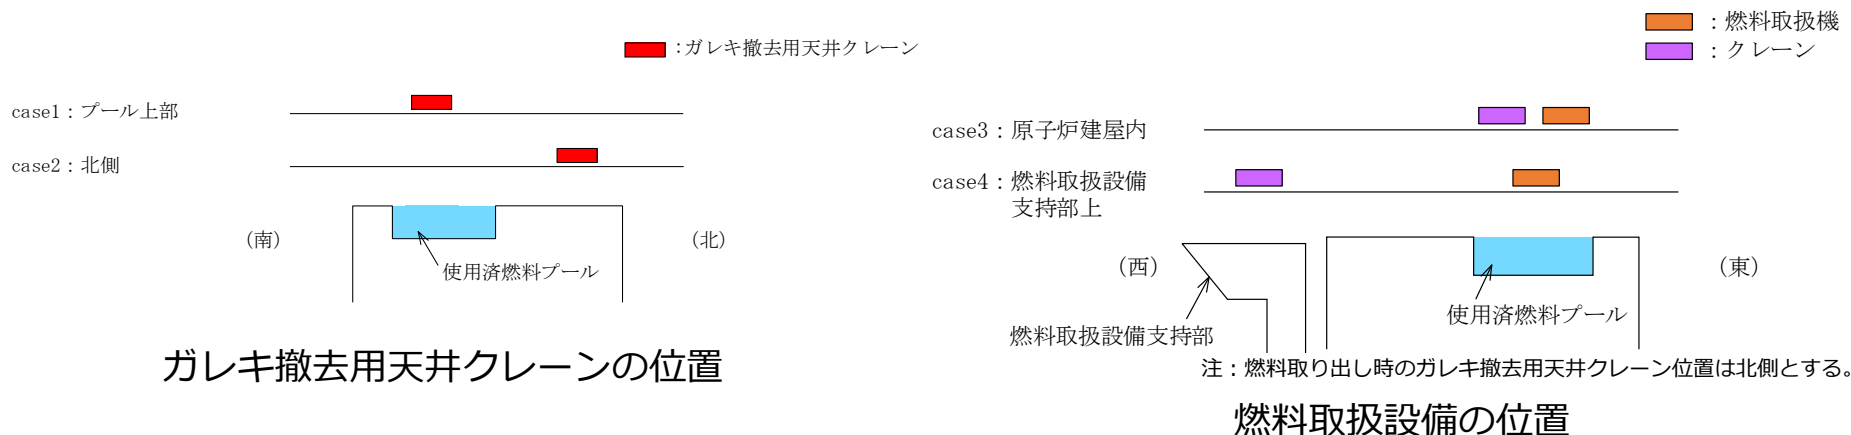 ：ガレキ撤去用天井クレーン
case1：プール上部
case2：北側
（南）
（北）
使用済燃料プール
ガレキ撤去用天井クレーンの位置
：燃料取扱機
：クレーン
case3：原子炉建屋内
case4：燃料取扱設備
支持部上
（西）
（東）
使用済燃料プール
燃料取扱設備支持部
注：燃料取り出し時のガレキ撤去用天井クレーン位置は北側とする。
燃料取扱設備の位置